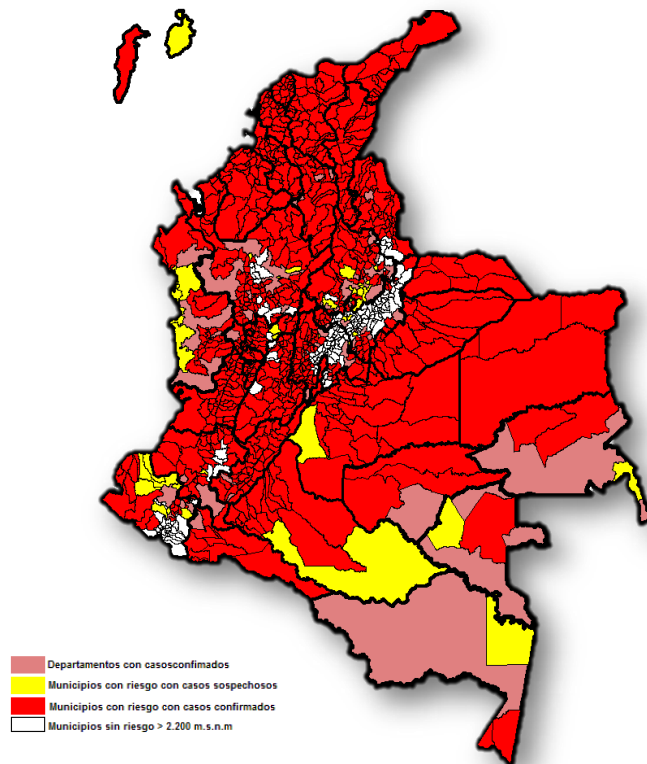 Departamentos con casosconfimados
Municipios con riesgo con casos sospechosos
Municipios con riesgo con casos confirmados
Municipios sin riesgo > 2.200 m.s.n.m